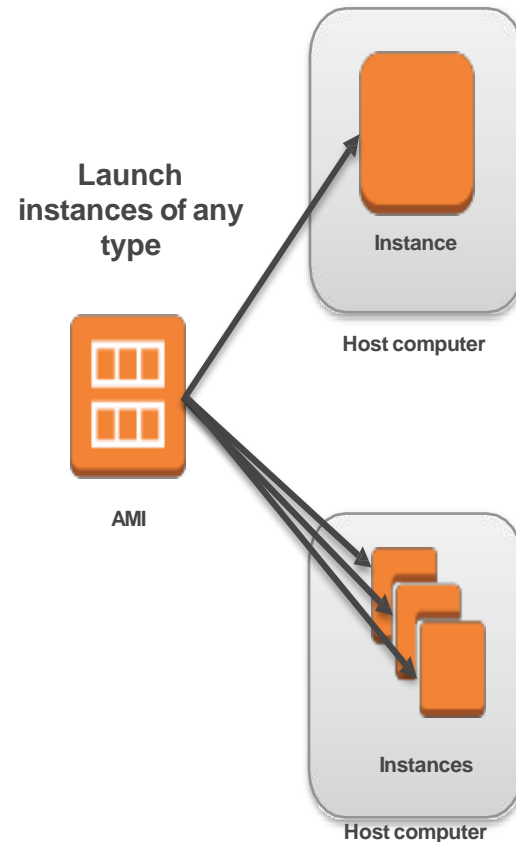 Launch
instances of any
type
Instance
Host computer
AMI
Instances
Host computer